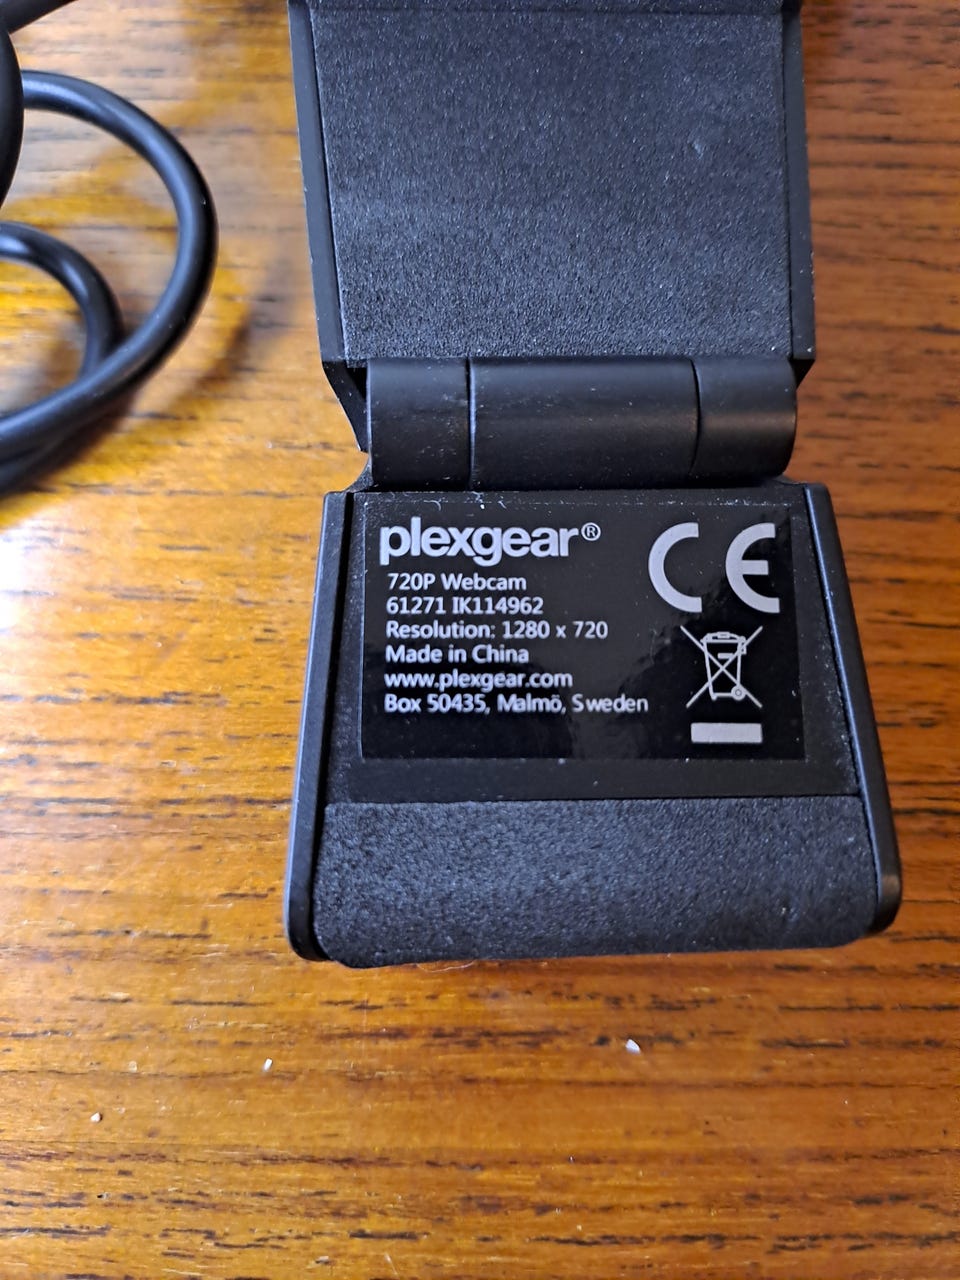 plexgear®
720P Webcam
61271 IK114962
Resolution: 1280 x 720
Made in China
www.plexgear.com
Box 50435, Malmö, Sweden
CE